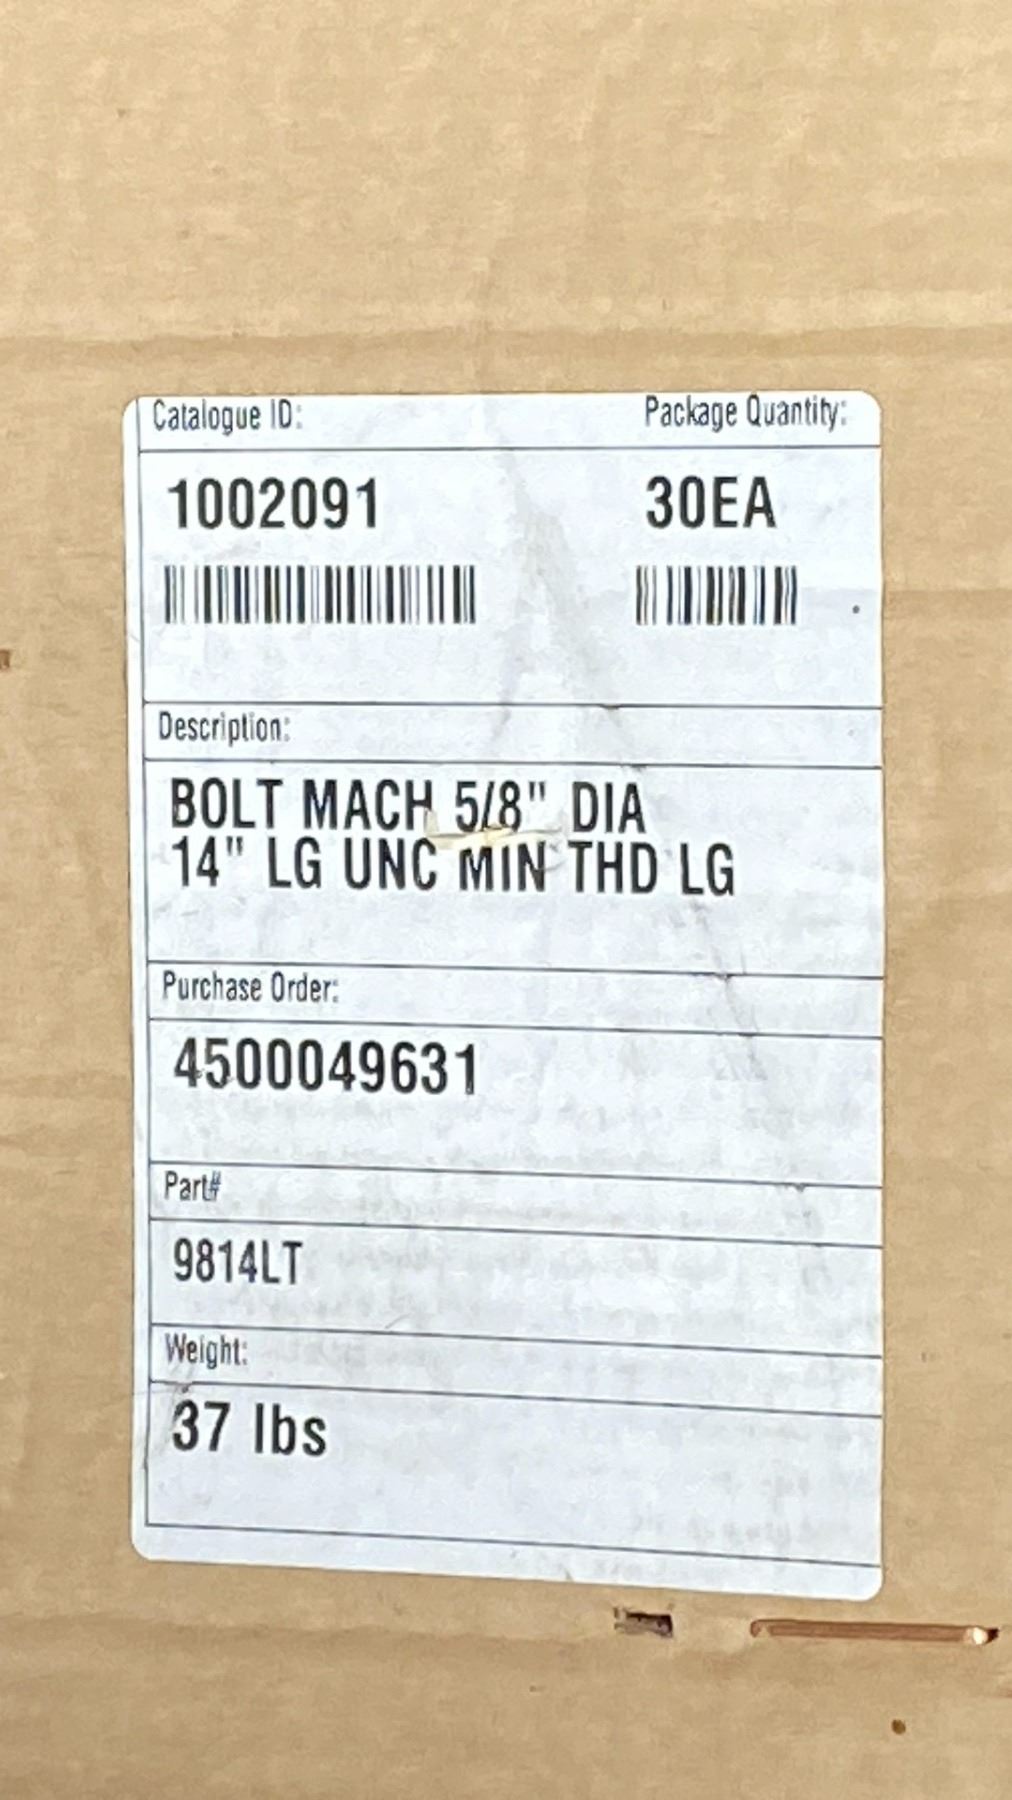 Catalogue ID: Package Quantity:
1002091 30EA
Description:
BOLT MACH 5/8" DIA
14" LG UNC MIN THD LG
Purchase Order:
4500049631
Part#
9814LT
Weight:
37 lbs